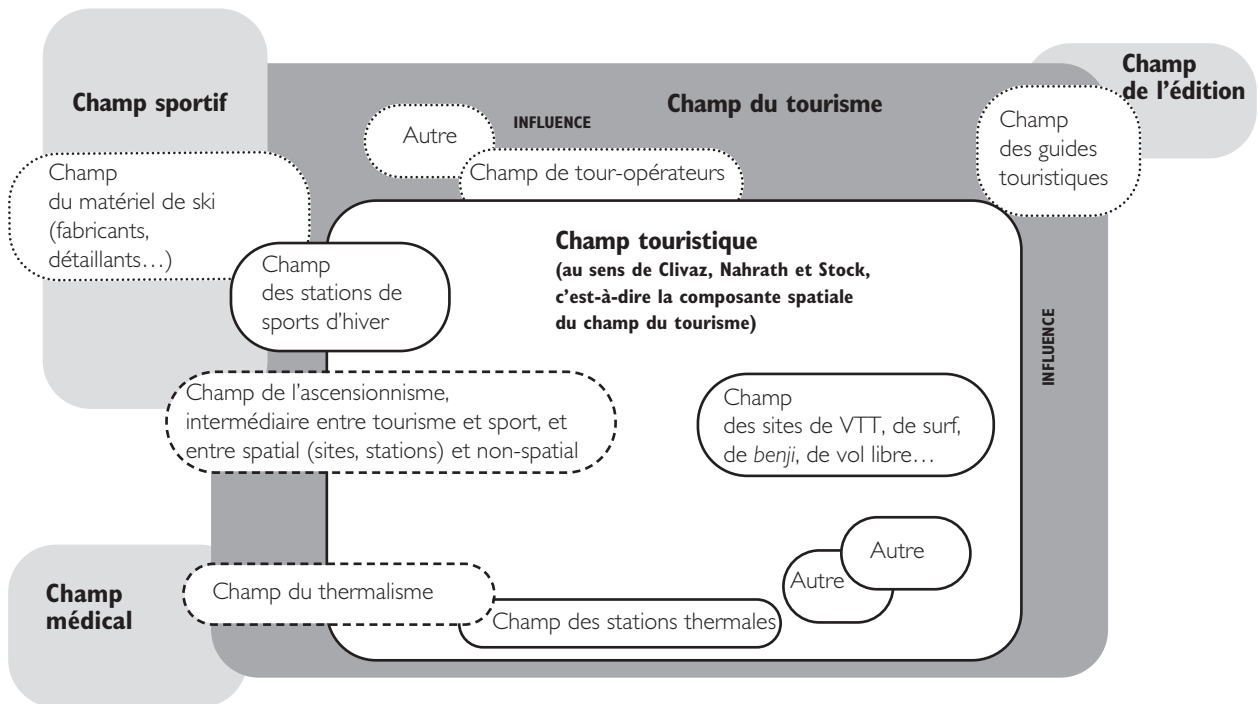 Champ sportif
Champ du tourisme
Champ
de l'édition
Autre
INFLUENCE
Champ de tour-opérateurs
Champ
des guides
touristiques
Champ
du matériel de ski
(fabricants,
détaillants…)
Champ
des stations de
sports d'hiver
Champ touristique
(au sens de Clivaz, Nahrath et Stock,
c'est-à-dire la composante spatiale
du champ du tourisme)
INFLUENCE
Champ de l'ascensionnisme,
intermédiaire entre tourisme et sport, et
entre spatial (sites, stations) et non-spatial
Champ
des sites de VTT, de surf,
de benji, de vol libre…
Autre
Autre
Champ
médical
Champ du thermalisme
Champ des stations thermales